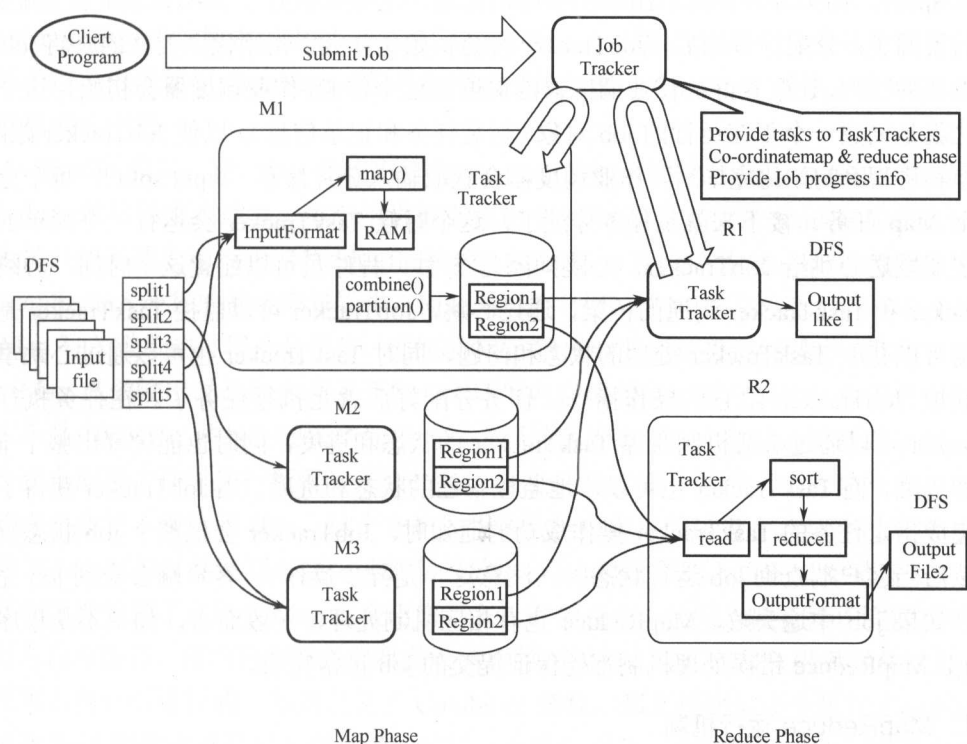 Cliert
Program
Submit Job
Job
Tracker
M1
Provide tasks to TaskTrackers
Co-ordinatemap & reduce phase
Provide Job progress info
map()
Task
Tracker
InputFormat
RAM
R1
DFS
DFS
combine()
partition()
Region1
Region2
Task
Tracker
Output
like 1
split1
split2
split3
split4
split5
Input
file
R2
M2
Task
Tracker
Region1
Region2
Task
Tracker
sort
DFS
read
reducell
M3
Task
Tracker
Region1
Region2
OutputFormat
Output
File2
Map Phase
Reduce Phase